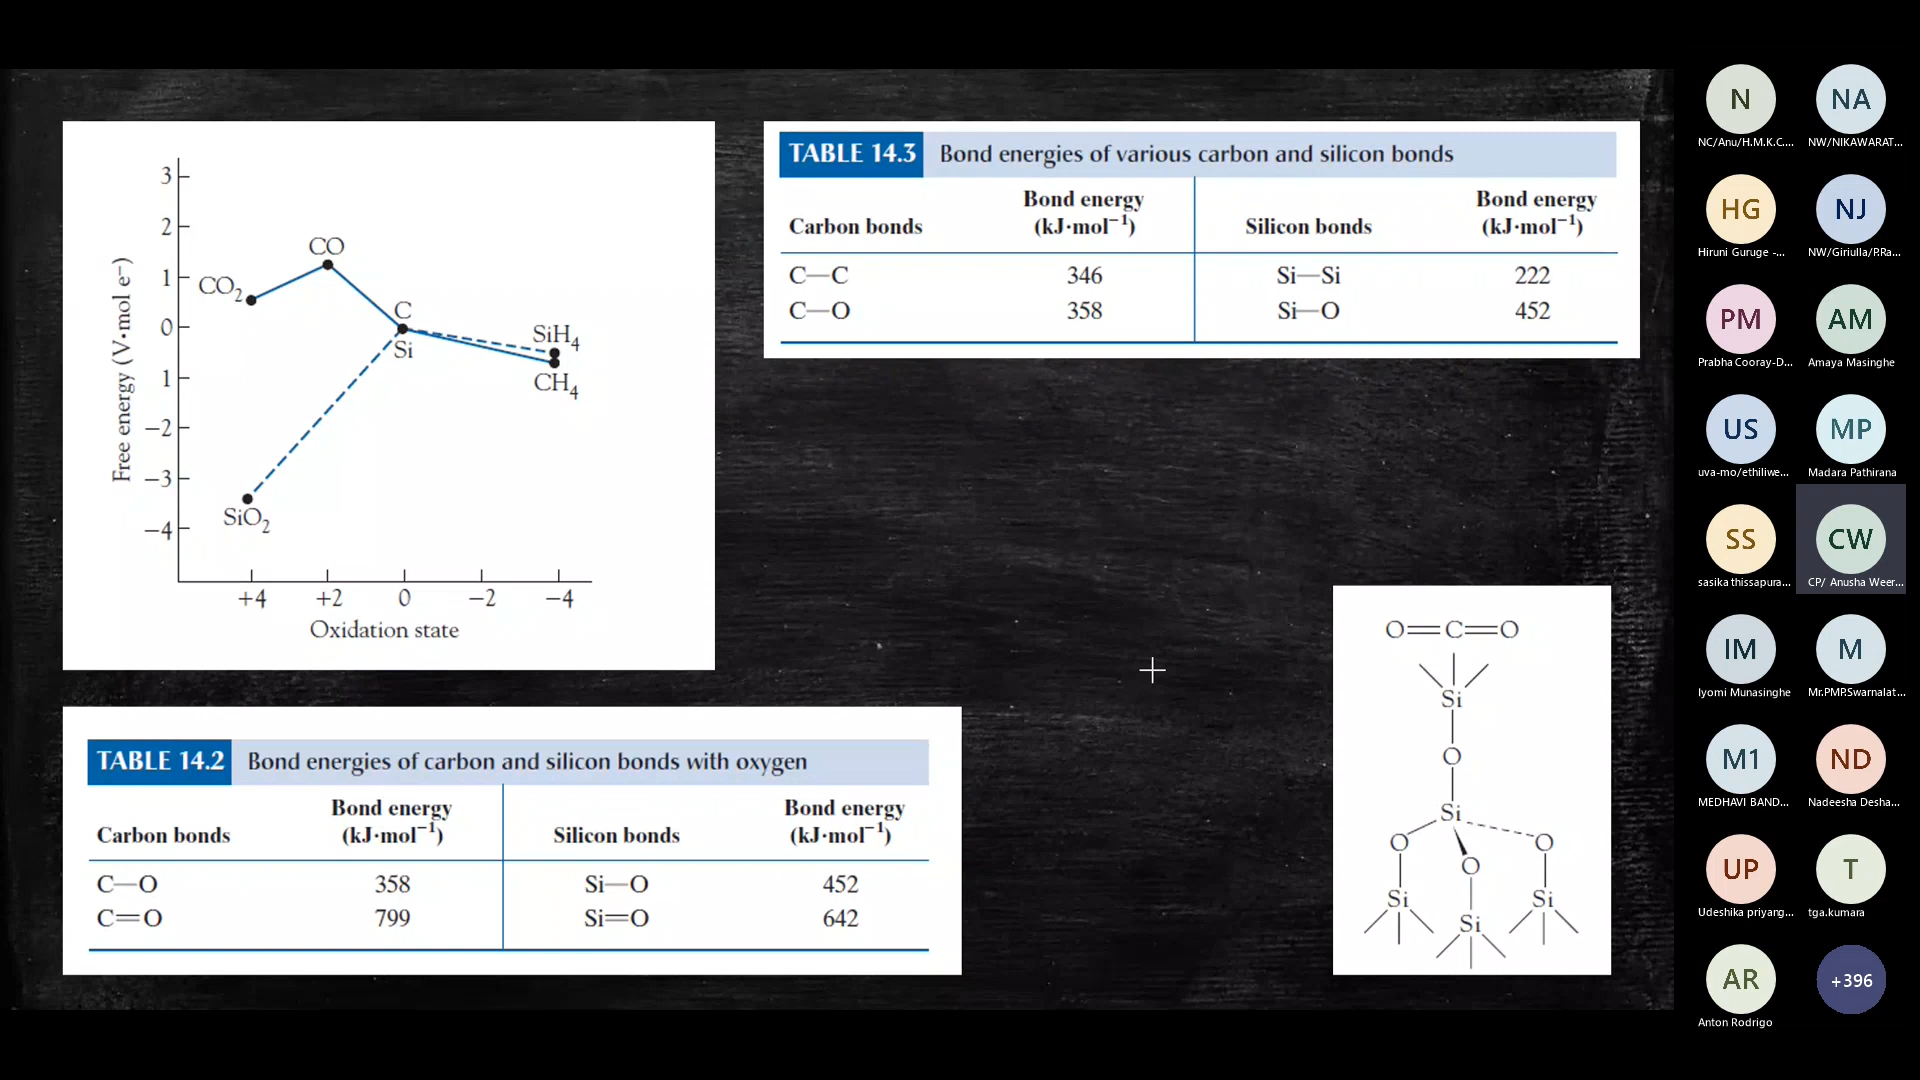 3
2
1
0
1
−2
−3
−4
Free energy (V·mol e⁻)
CO₂
CO
C
Si
SiH₄
CH₄
SiO₂
+4 +2 0 −2 −4
Oxidation state
TABLE 14.3 Bond energies of various carbon and silicon bonds
Carbon bonds Bond energy (kJ·mol⁻¹) Silicon bonds Bond energy (kJ·mol⁻¹)
C—C 346 Si—Si 222
C—O 358 Si—O 452
TABLE 14.2 Bond energies of carbon and silicon bonds with oxygen
Carbon bonds Bond energy (kJ·mol⁻¹) Silicon bonds Bond energy (kJ·mol⁻¹)
C—O 358 Si—O 452
C=O 799 Si=O 642
O=C=O
Si
O
Si
O O O
Si Si Si
N NA
NC/Anu/H.M.K.C... NW/NIKAWARAT...
HG NJ
Hiruni Guruge -... NW/Giriulla/P.Ra...
PM AM
Prabha Cooray-D... Amaya Masinghe
US MP
uva-mo/ethiliwe... Madara Pathirana
SS CW
sasika thissapura... CP/ Anusha Weer...
IM M
Iyomi Munasinghe Mr.PMP.Swarnalat...
M1 ND
MEDHAVI BAND... Nadeesha Desha...
UP T
Udeshika priyang... tga.kumara
AR +396
Anton Rodrigo